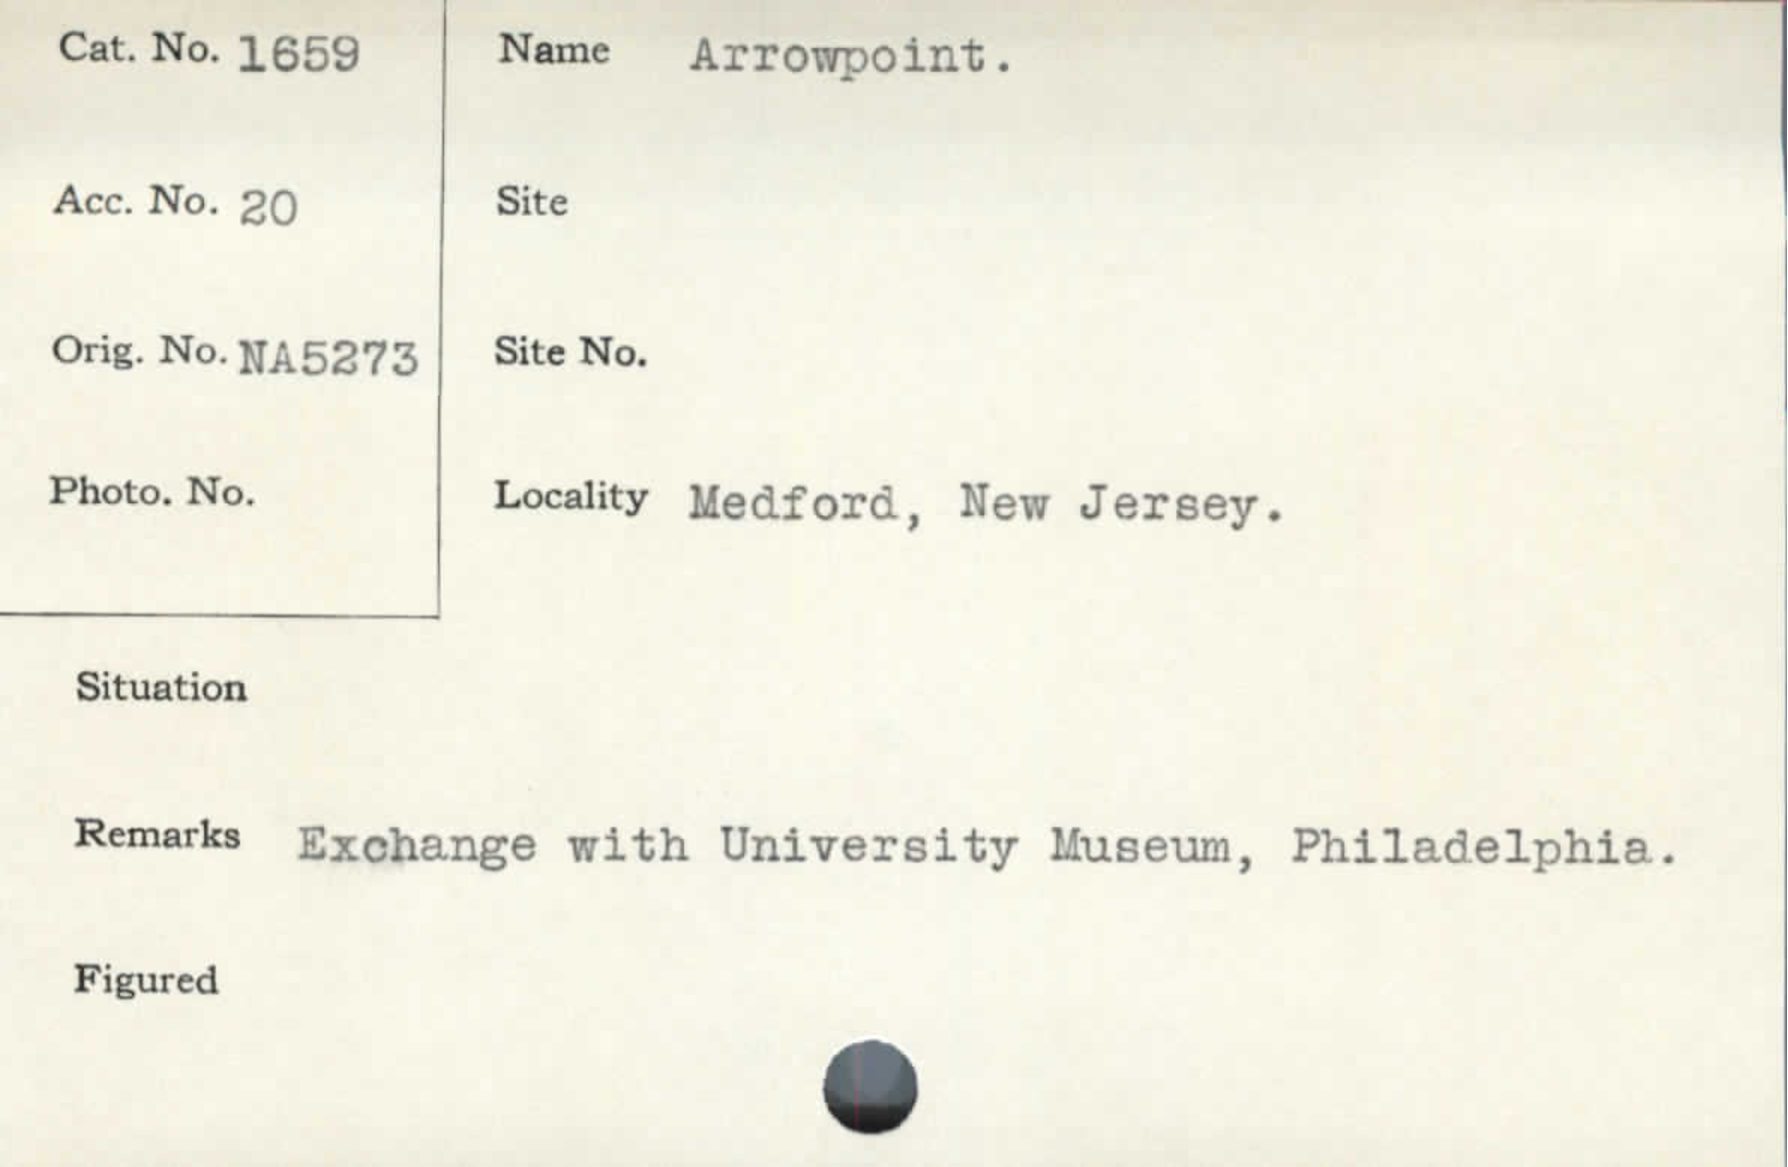 Cat. No. 1659
Name Arrowpoint.
Acc. No. 20
Site
Orig. No. NA5273
Site No.
Photo. No.
Locality Medford, New Jersey.
Situation
Remarks Exchange with University Museum, Philadelphia.
Figured